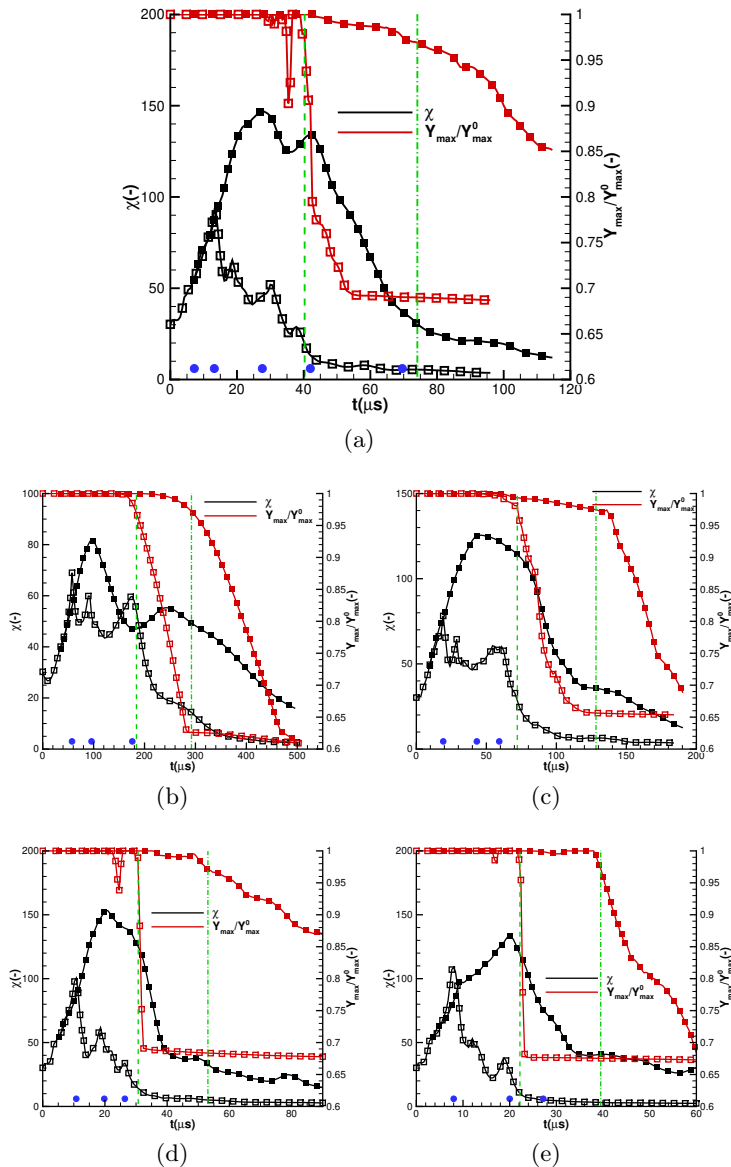 200
150
100
50
0
χ(-)
0 20 40 60 80 100 120
t(μs)
1
0.95
0.9
0.85
0.8
0.75
0.7
0.65
0.6
Y_max/Y^0_max(-)
χ
Y_max/Y^0_max
(a)
100
80
60
40
20
0
χ(-)
0 100 200 300 400 500
t(μs)
1
0.95
0.9
0.85
0.8
0.75
0.7
0.65
0.6
Y_max/Y^0_max(-)
χ
Y_max/Y^0_max
(b)
150
100
50
0
χ(-)
0 50 100 150 200
t(μs)
1
0.95
0.9
0.85
0.8
0.75
0.7
0.65
0.6
Y_max/Y^0_max(-)
χ
Y_max/Y^0_max
(c)
200
150
100
50
0
χ(-)
0 20 40 60 80
t(μs)
1
0.95
0.9
0.85
0.8
0.75
0.7
0.65
0.6
Y_max/Y^0_max(-)
χ
Y_max/Y^0_max
(d)
200
150
100
50
0
χ(-)
0 10 20 30 40 50 60
t(μs)
1
0.95
0.9
0.85
0.8
0.75
0.7
0.65
0.6
Y_max/Y^0_max(-)
χ
Y_max/Y^0_max
(e)